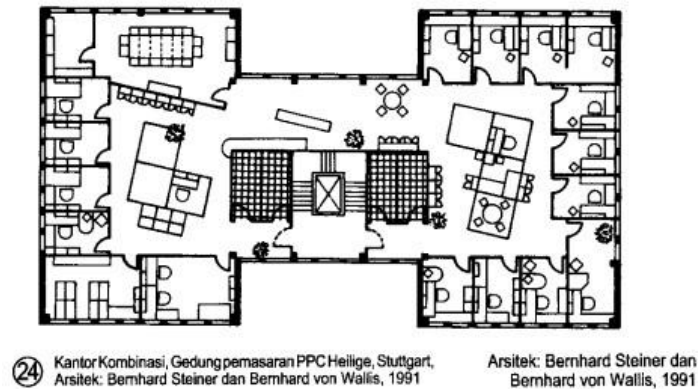 24 Kantor Kombinasi, Gedung pemasaran PPC Heilige, Stuttgart,
Arsitek: Bernhard Steiner dan Bernhard von Wallis, 1991
Arsitek: Bernhard Steiner dan
Bernhard von Wallis, 1991